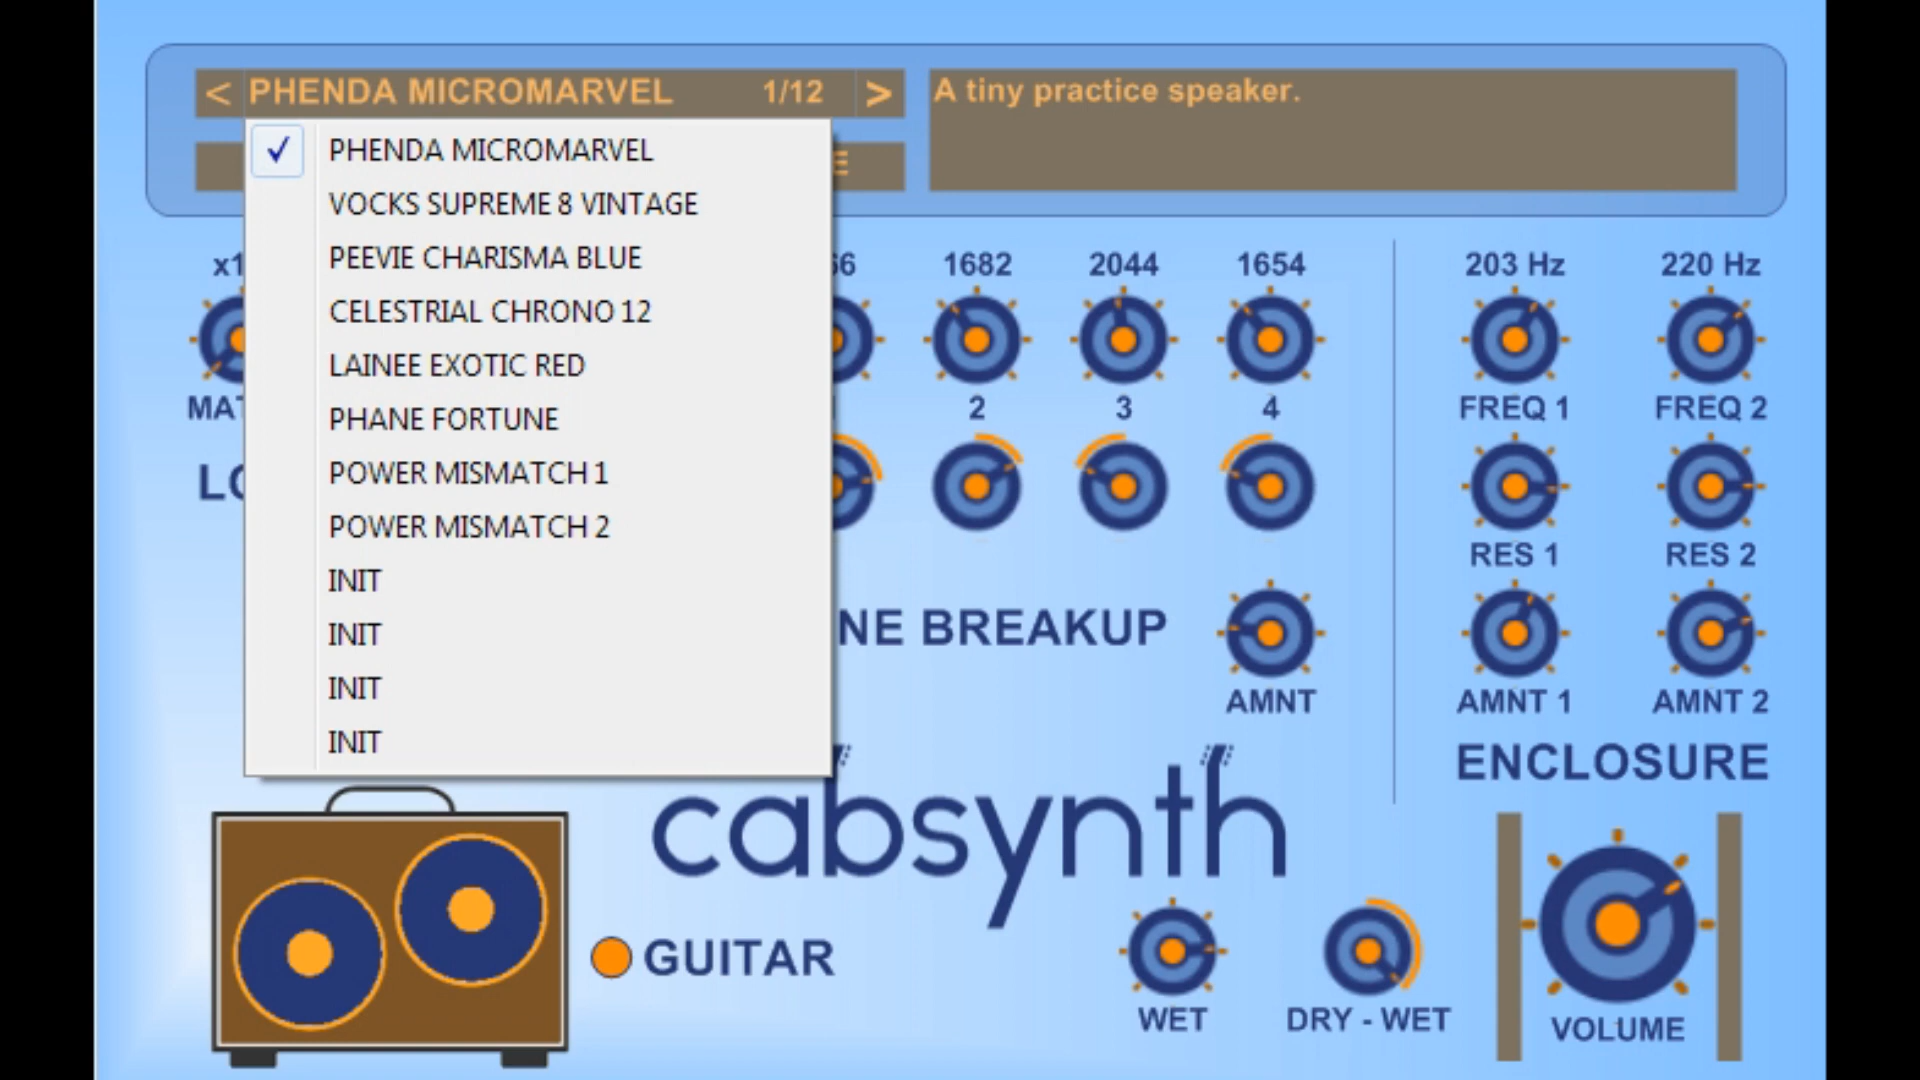 < PHENDA MICROMARVEL 1/12 >
A tiny practice speaker.
PHENDA MICROMARVEL
VOCKS SUPREME 8 VINTAGE
PEEVIE CHARISMA BLUE
CELESTRIAL CHRONO 12
LAINEE EXOTIC RED
PHANE FORTUNE
POWER MISMATCH 1
POWER MISMATCH 2
INIT
INIT
INIT
INIT
1682 2044 1654 203 Hz 220 Hz
2 3 4 FREQ 1 FREQ 2
RES 1 RES 2
BREAKUP
AMNT AMNT 1 AMNT 2
ENCLOSURE
cabsynth
GUITAR
WET DRY - WET VOLUME